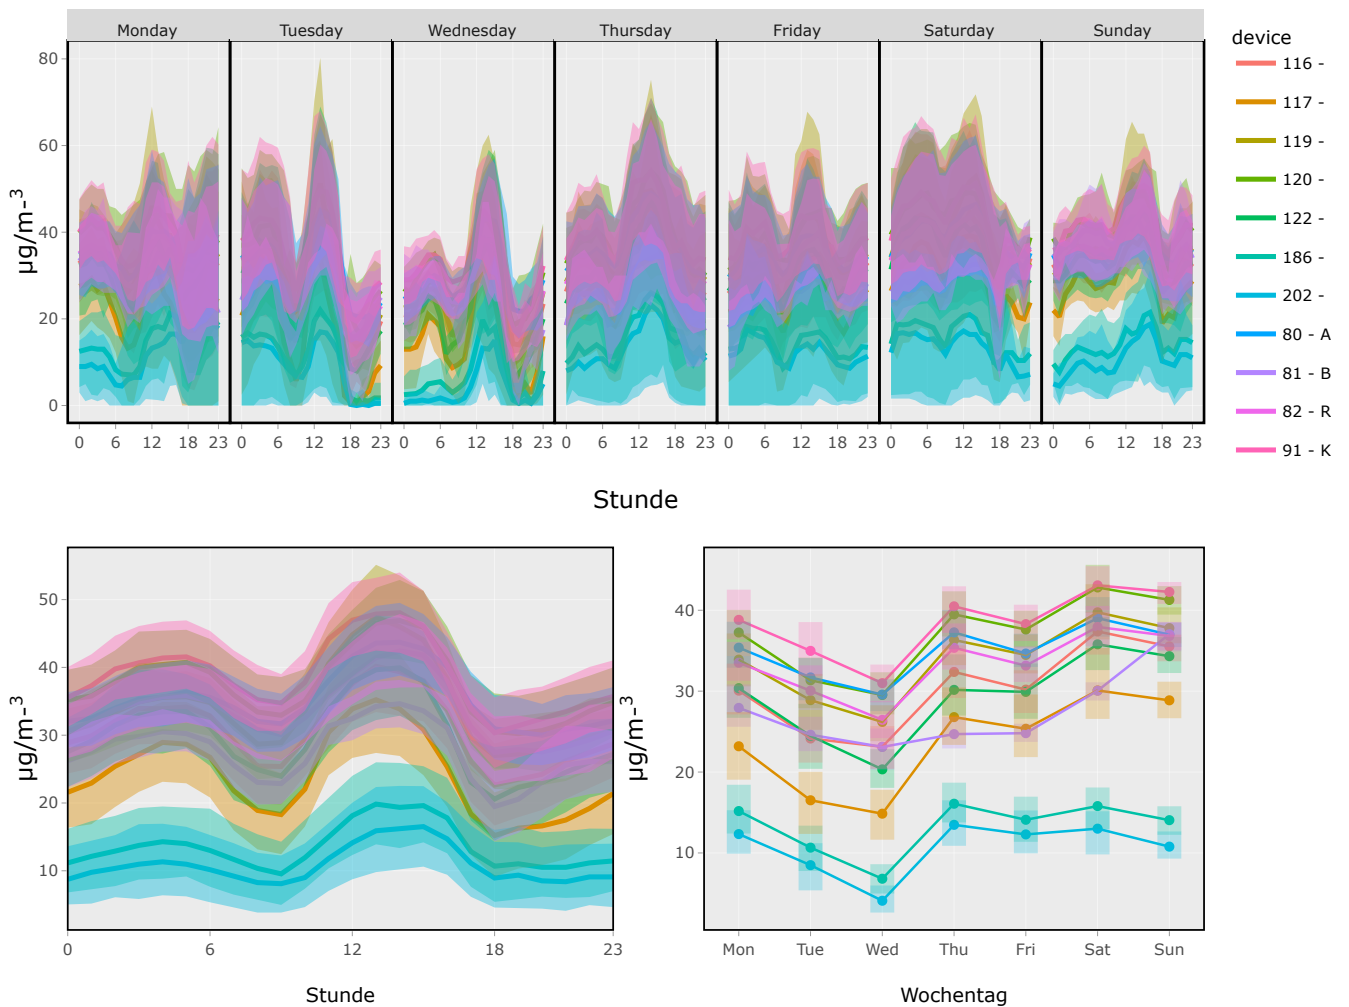 Monday Tuesday Wednesday Thursday Friday Saturday Sunday
device
116 -
117 -
119 -
120 -
122 -
186 -
202 -
80 - A
81 - B
82 - R
91 - K
µg/m-³
80
60
40
20
0
0 6 12 18 23 0 6 12 18 23 0 6 12 18 23 0 6 12 18 23 0 6 12 18 23 0 6 12 18 23 0 6 12 18 23
Stunde
µg/m-³
50
40
30
20
10
0 6 12 18 23
Stunde
µg/m-³
40
30
20
10
Mon Tue Wed Thu Fri Sat Sun
Wochentag